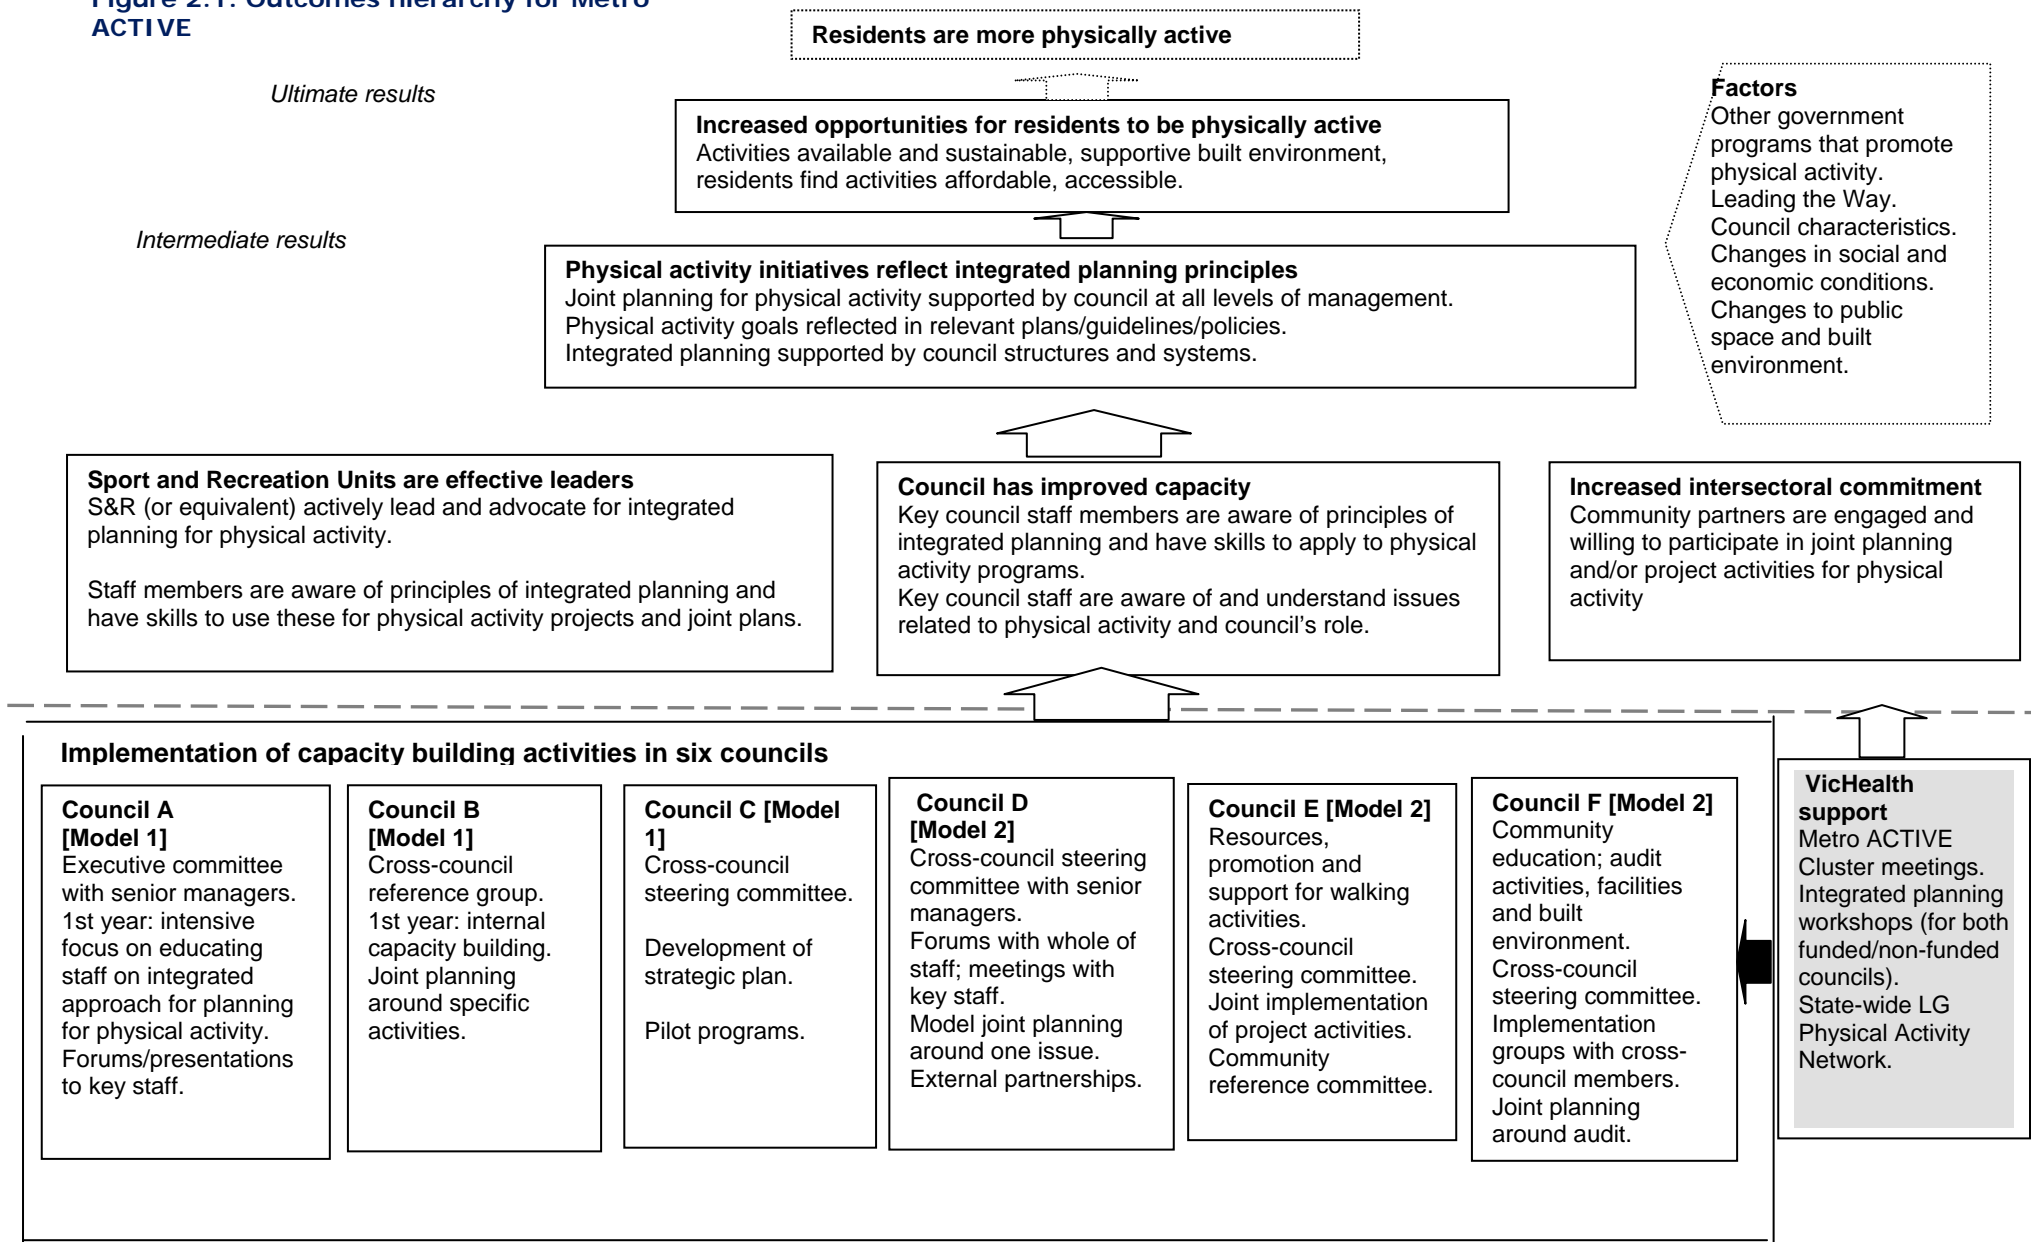 Figure 2.1: Outcomes hierarchy for Metro
ACTIVE
Residents are more physically active
Ultimate results
Increased opportunities for residents to be physically active
Activities available and sustainable, supportive built environment,
residents find activities affordable, accessible.
Factors
Other government
programs that promote
physical activity.
Leading the Way.
Council characteristics.
Changes in social and
economic conditions.
Changes to public
space and built
environment.
Intermediate results
Physical activity initiatives reflect integrated planning principles
Joint planning for physical activity supported by council at all levels of management.
Physical activity goals reflected in relevant plans/guidelines/policies.
Integrated planning supported by council structures and systems.
Sport and Recreation Units are effective leaders
S&R (or equivalent) actively lead and advocate for integrated
planning for physical activity.
Staff members are aware of principles of integrated planning and
have skills to use these for physical activity projects and joint plans.
Council has improved capacity
Key council staff members are aware of principles of
integrated planning and have skills to apply to physical
activity programs.
Key council staff are aware of and understand issues
related to physical activity and council's role.
Increased intersectoral commitment
Community partners are engaged and
willing to participate in joint planning
and/or project activities for physical
activity
Implementation of capacity building activities in six councils
Council A
[Model 1]
Executive committee
with senior managers.
1st year: intensive
focus on educating
staff on integrated
approach for planning
for physical activity.
Forums/presentations
to key staff.
Council B
[Model 1]
Cross-council
reference group.
1st year: internal
capacity building.
Joint planning
around specific
activities.
Council C [Model
1]
Cross-council
steering committee.
Development of
strategic plan.
Pilot programs.
Council D
[Model 2]
Cross-council steering
committee with senior
managers.
Forums with whole of
staff; meetings with
key staff.
Model joint planning
around one issue.
External partnerships.
Council E [Model 2]
Resources,
promotion and
support for walking
activities.
Cross-council
steering committee.
Joint implementation
of project activities.
Community
reference committee.
Council F [Model 2]
Community
education; audit
activities, facilities
and built
environment.
Cross-council
steering committee.
Implementation
groups with cross-
council members.
Joint planning
around audit.
VicHealth
support
Metro ACTIVE
Cluster meetings.
Integrated planning
workshops (for both
funded/non-funded
councils).
State-wide LG
Physical Activity
Network.